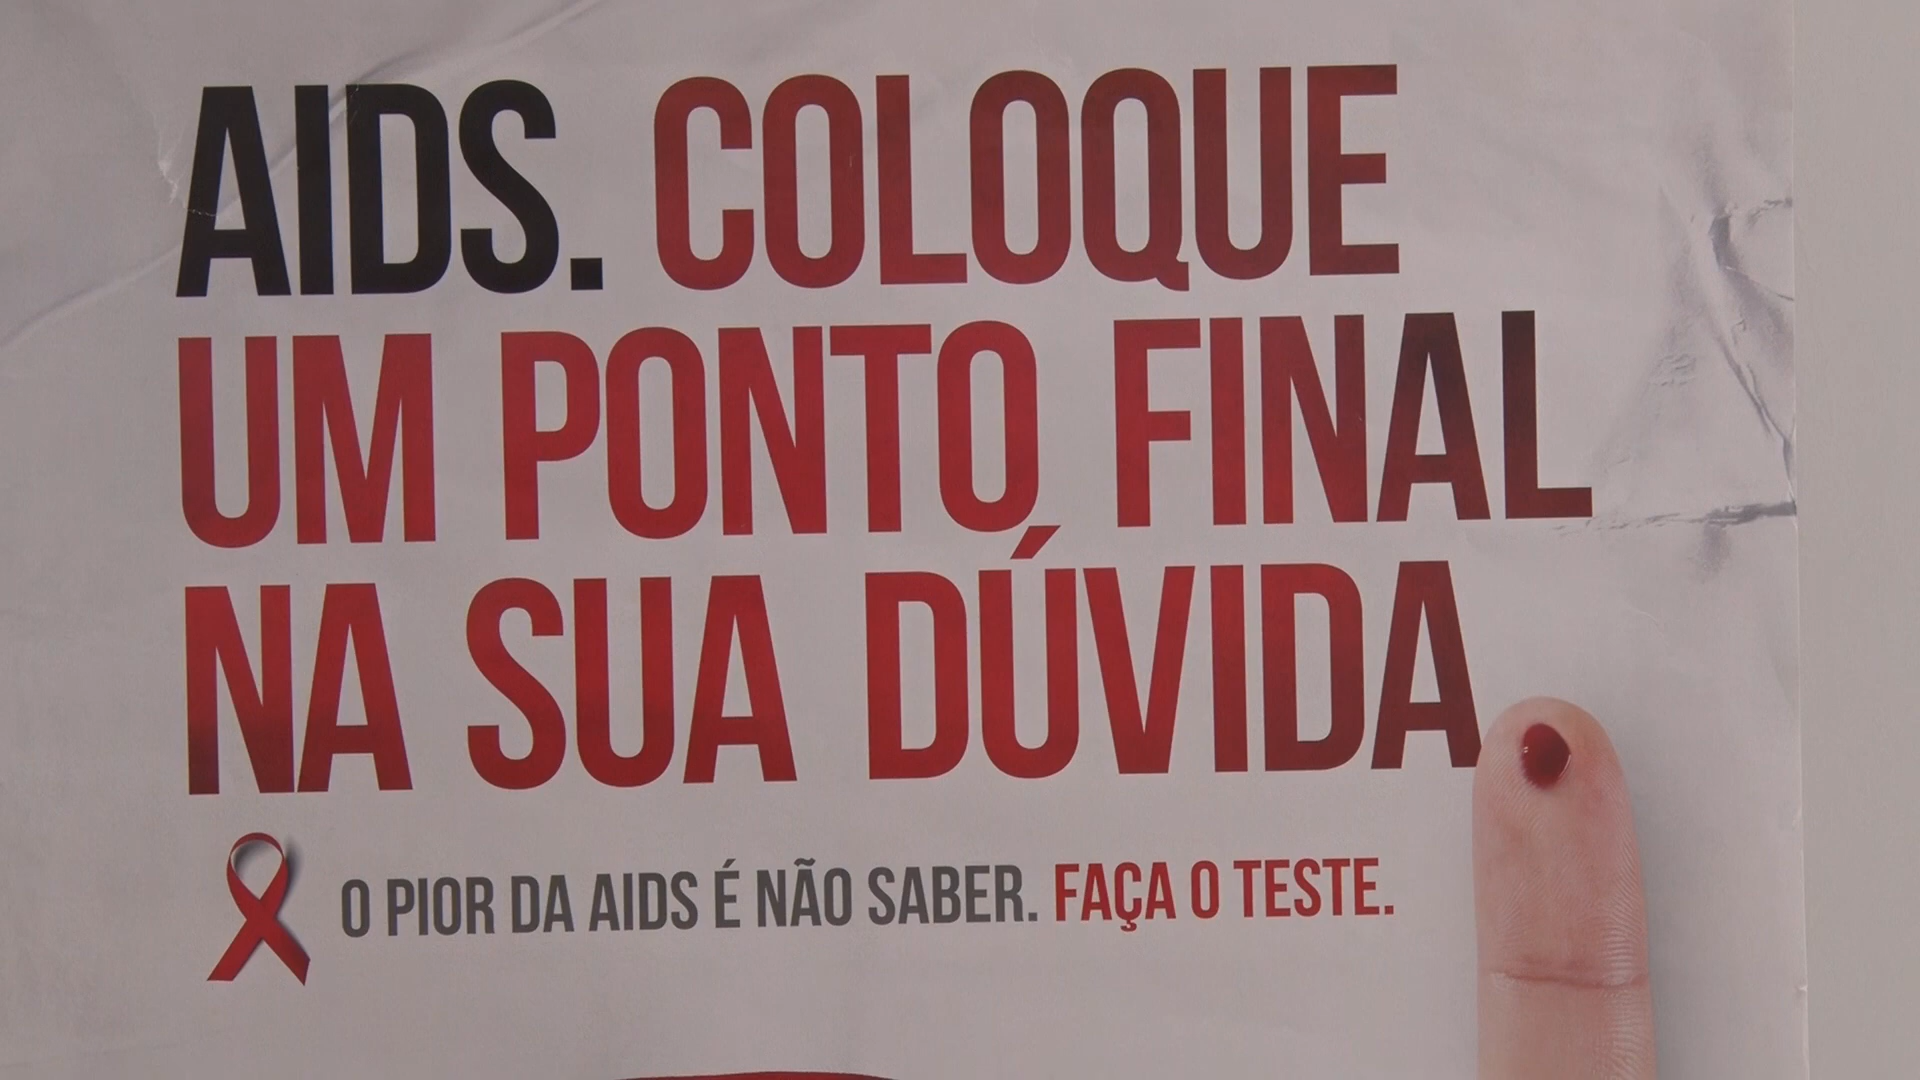 AIDS. COLOQUE
UM PONTO FINAL
NA SUA DÚVIDA
O PIOR DA AIDS É NÃO SABER. FAÇA O TESTE.